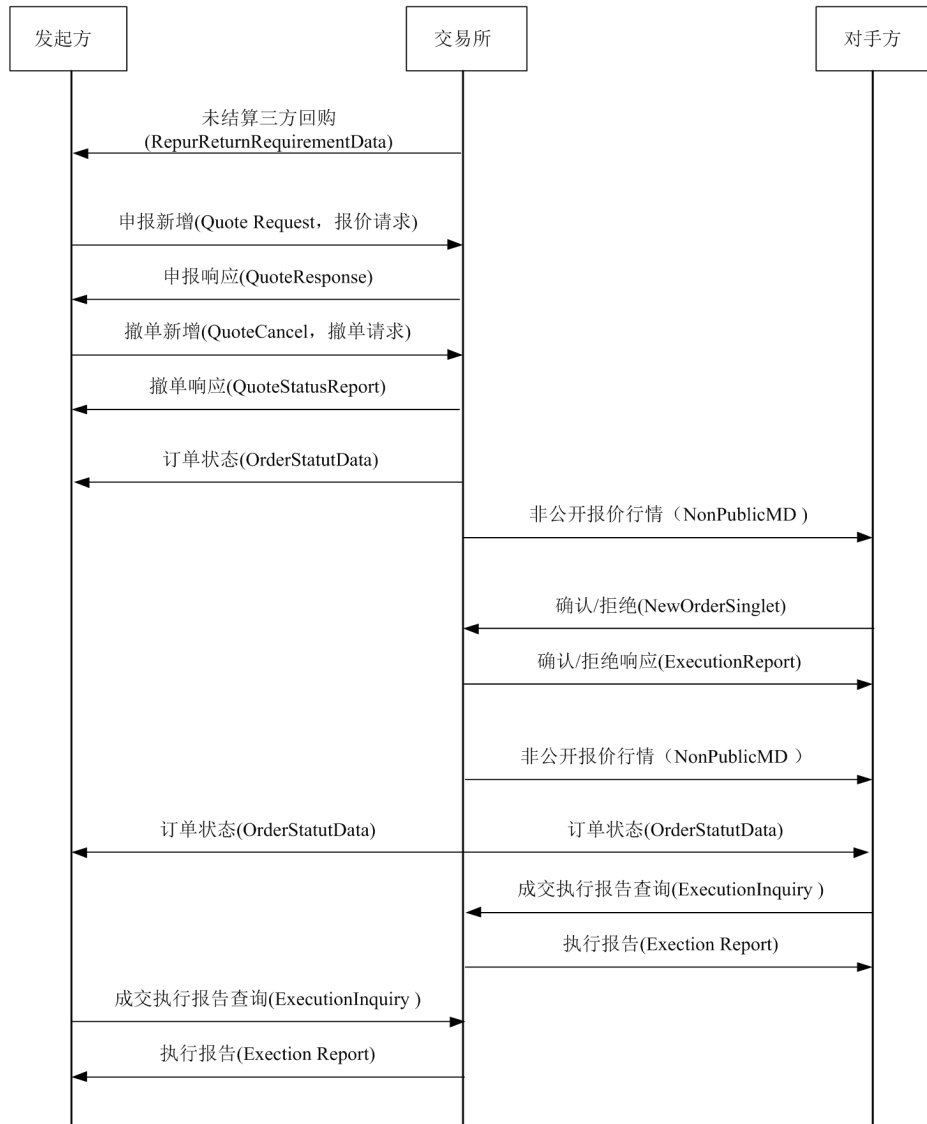 发起方
交易所
对手方
未结算三方回购
(RepurReturnRequirementData)
申报新增(Quote Request，报价请求)
申报响应(QuoteResponse)
撤单新增(QuoteCancel，撤单请求)
撤单响应(QuoteStatusReport)
订单状态(OrderStatutData)
非公开报价行情（NonPublicMD )
确认/拒绝(NewOrderSinglet)
确认/拒绝响应(ExecutionReport)
非公开报价行情（NonPublicMD ）
订单状态(OrderStatutData)
订单状态(OrderStatutData)
成交执行报告查询(ExecutionInquiry )
执行报告(Exection Report)
成交执行报告查询(ExecutionInquiry )
执行报告(Exection Report)